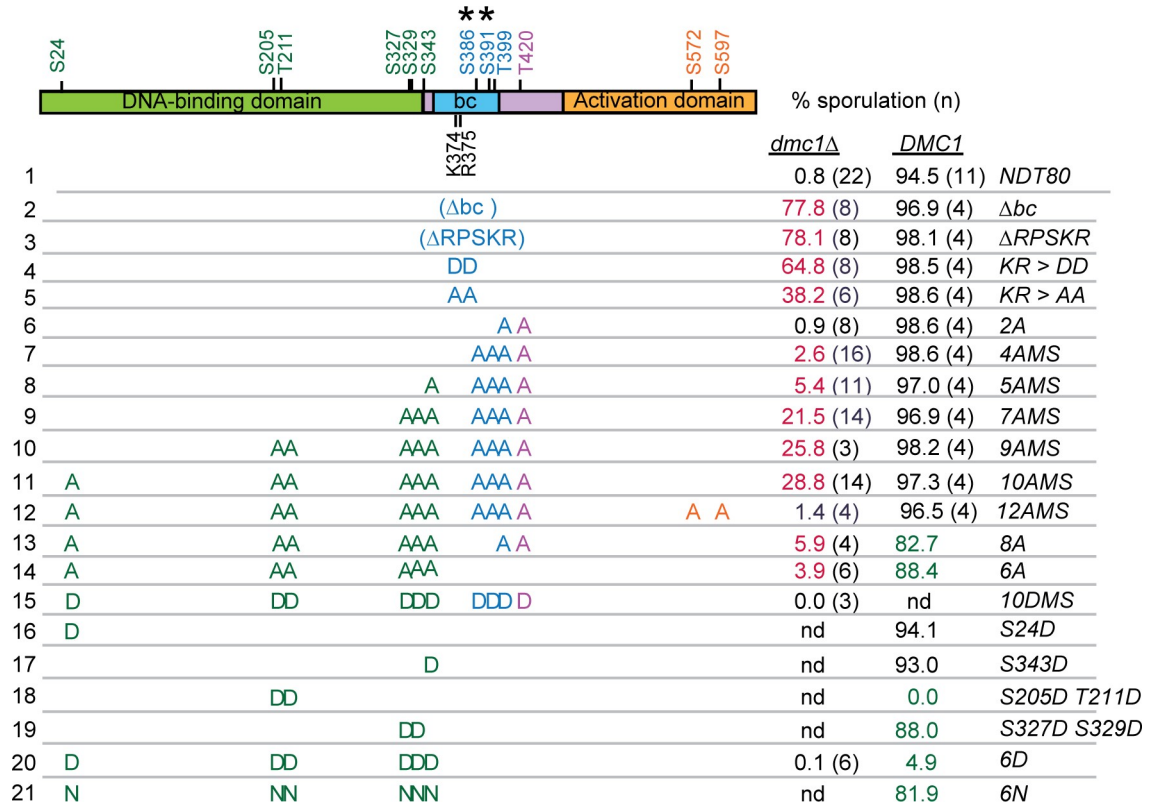 * *
S24 S205 T211 S327 S329 S343 S386 S391 T399 T420 S572 S597
DNA-binding domain bc Activation domain % sporulation (n)
K374 R375
dmc1Δ DMC1
1 0.8 (22) 94.5 (11) NDT80
2 (Δbc ) 77.8 (8) 96.9 (4) Δbc
3 (ΔRPSKR) 78.1 (8) 98.1 (4) ΔRPSKR
4 DD 64.8 (8) 98.5 (4) KR > DD
5 AA 38.2 (6) 98.6 (4) KR > AA
6 A A 0.9 (8) 98.6 (4) 2A
7 AAA A 2.6 (16) 98.6 (4) 4AMS
8 A AAA A 5.4 (11) 97.0 (4) 5AMS
9 AAA AAA A 21.5 (14) 96.9 (4) 7AMS
10 AA AAA AAA A 25.8 (3) 98.2 (4) 9AMS
11 A AA AAA AAA A 28.8 (14) 97.3 (4) 10AMS
12 A AA AAA AAA A A A 1.4 (4) 96.5 (4) 12AMS
13 A AA AAA A A 5.9 (4) 82.7 8A
14 A AA AAA 3.9 (6) 88.4 6A
15 D DD DDD DDD D 0.0 (3) nd 10DMS
16 D nd 94.1 S24D
17 D nd 93.0 S343D
18 DD nd 0.0 S205D T211D
19 DD nd 88.0 S327D S329D
20 D DD DDD 0.1 (6) 4.9 6D
21 N NN NNN nd 81.9 6N